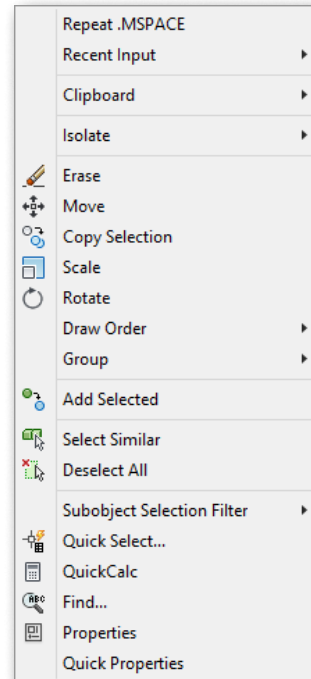 Repeat .MSPACE
Recent Input
Clipboard
Isolate
Erase
Move
Copy Selection
Scale
Rotate
Draw Order
Group
Add Selected
Select Similar
Deselect All
Subobject Selection Filter
Quick Select...
QuickCalc
Find...
Properties
Quick Properties